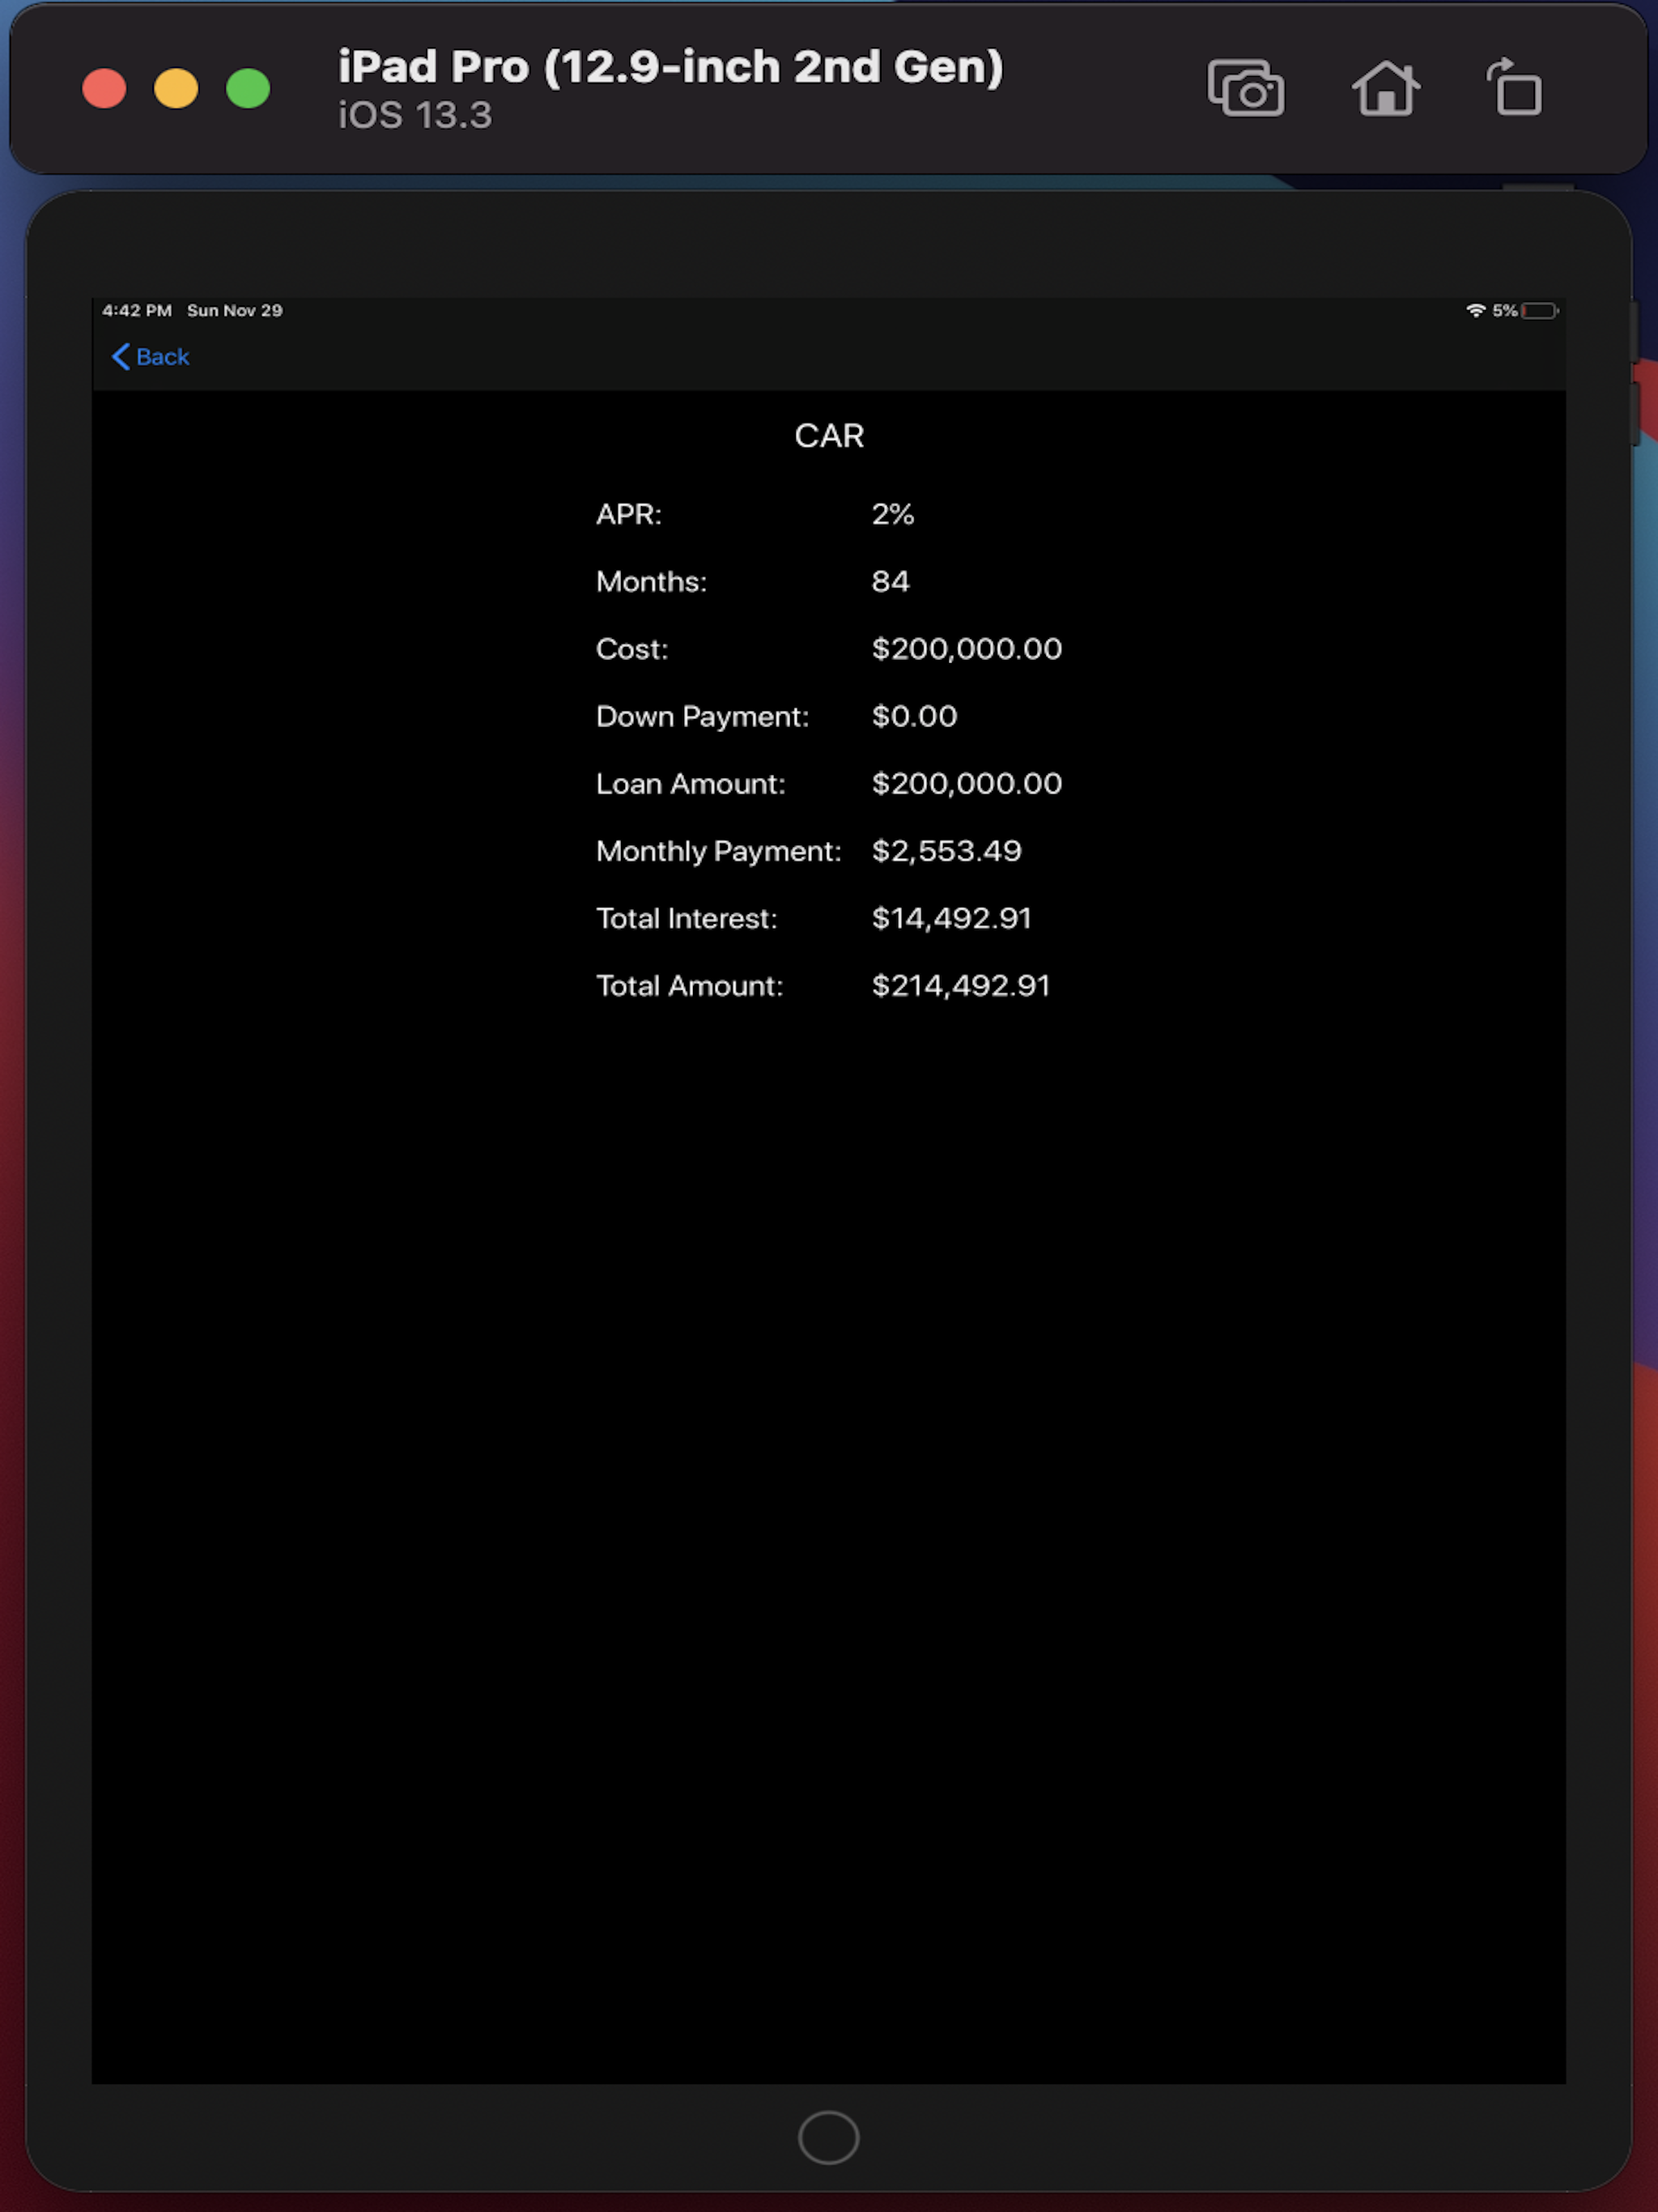 iPad Pro (12.9-inch 2nd Gen)
iOS 13.3
4:42 PM Sun Nov 29 5%
Back
CAR
APR: 2%
Months: 84
Cost: $200,000.00
Down Payment: $0.00
Loan Amount: $200,000.00
Monthly Payment: $2,553.49
Total Interest: $14,492.91
Total Amount: $214,492.91